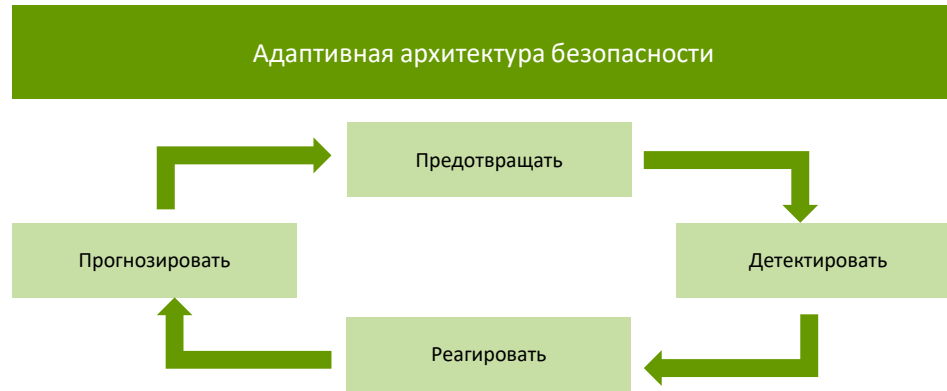 Адаптивная архитектура безопасности
Предотвращать
Прогнозировать
Детектировать
Реагировать